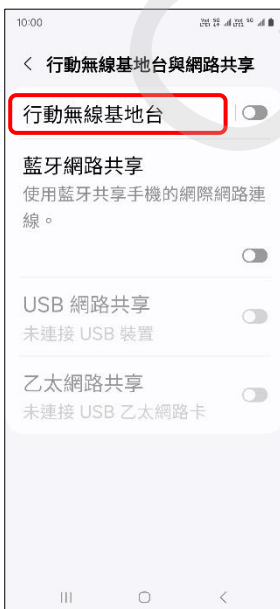 10:00
行動無線基地台與網路共享
行動無線基地台
藍牙網路共享
使用藍牙共享手機的網際網路連
線。
USB 網路共享
未連接 USB 裝置
乙太網路共享
未連接 USB 乙太網路卡